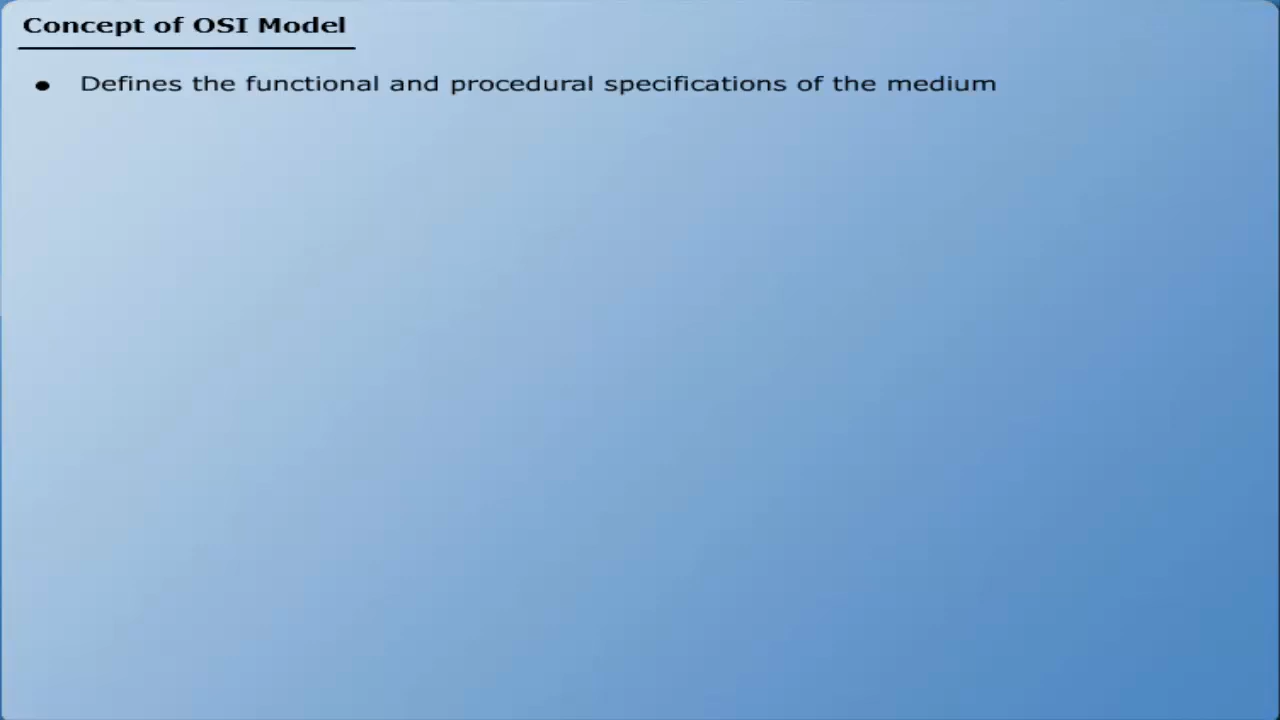 Concept of OSI Model
● Defines the functional and procedural specifications of the medium